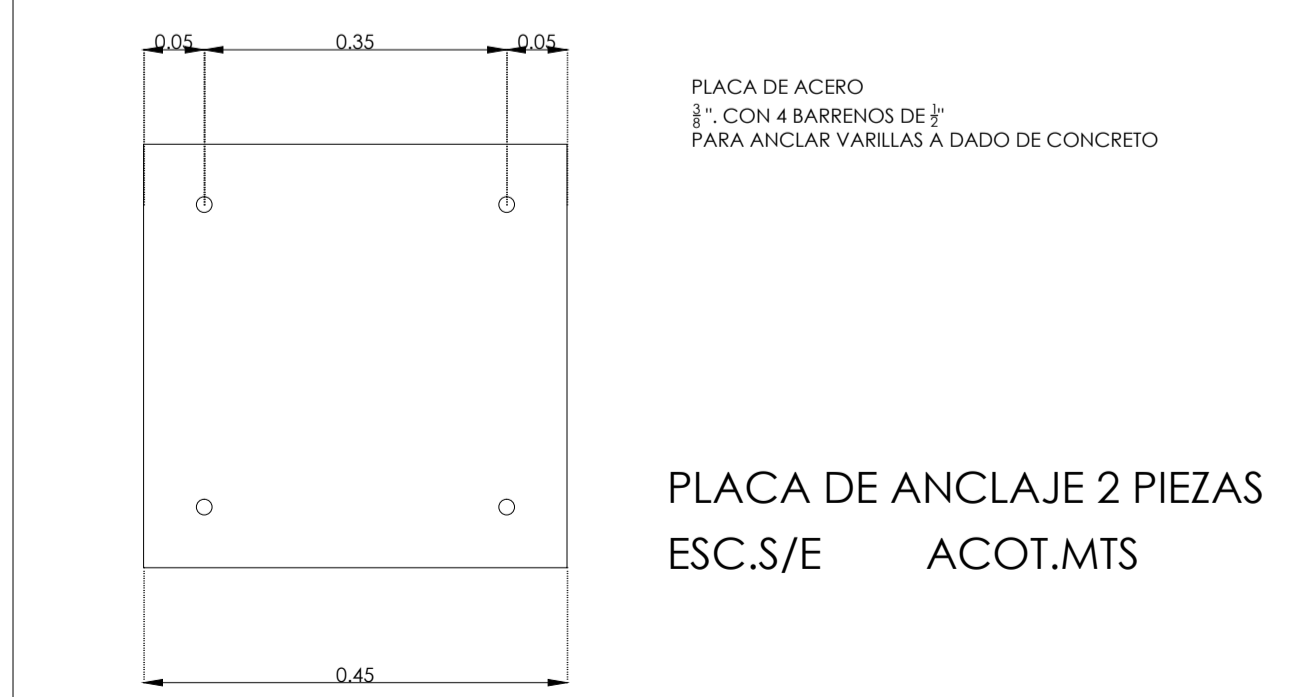 0.05 0.35 0.05
PLACA DE ACERO
3/8". CON 4 BARRENOS DE 1/2"
PARA ANCLAR VARILLAS A DADO DE CONCRETO
PLACA DE ANCLAJE 2 PIEZAS
ESC.S/E ACOT.MTS
0.45